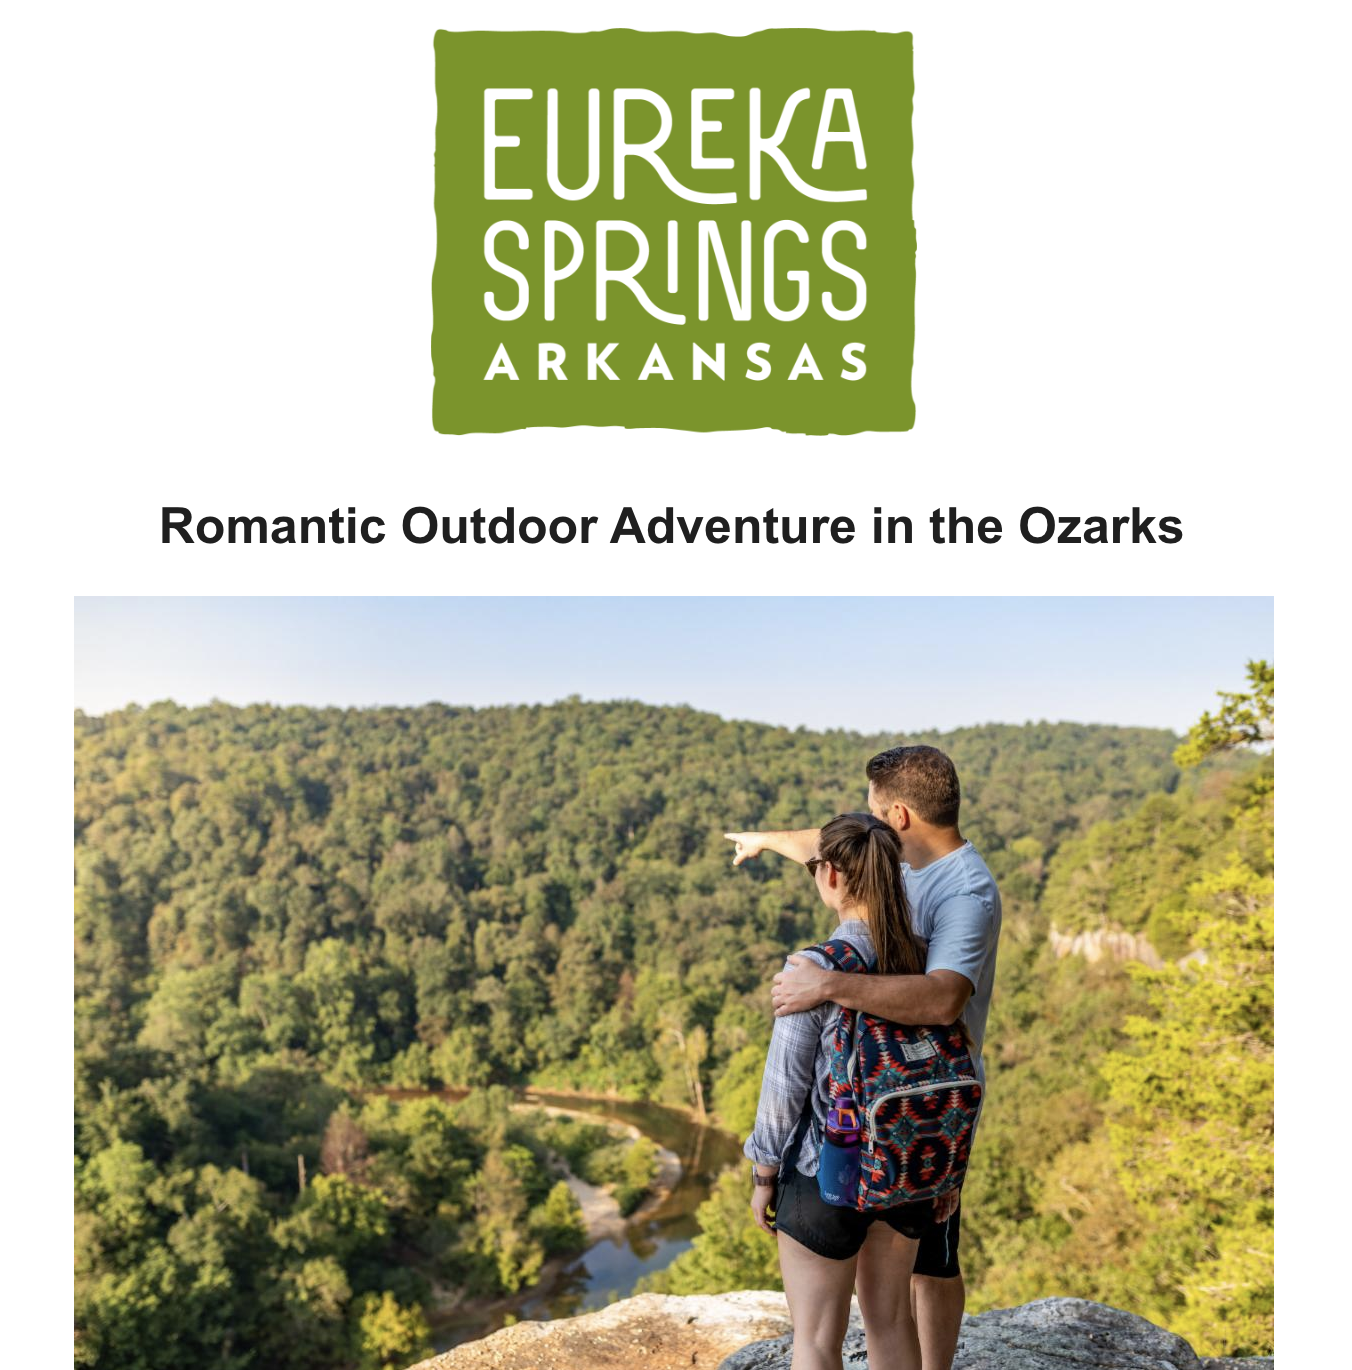 EUREKA
SPRINGS
ARKANSAS
Romantic Outdoor Adventure in the Ozarks